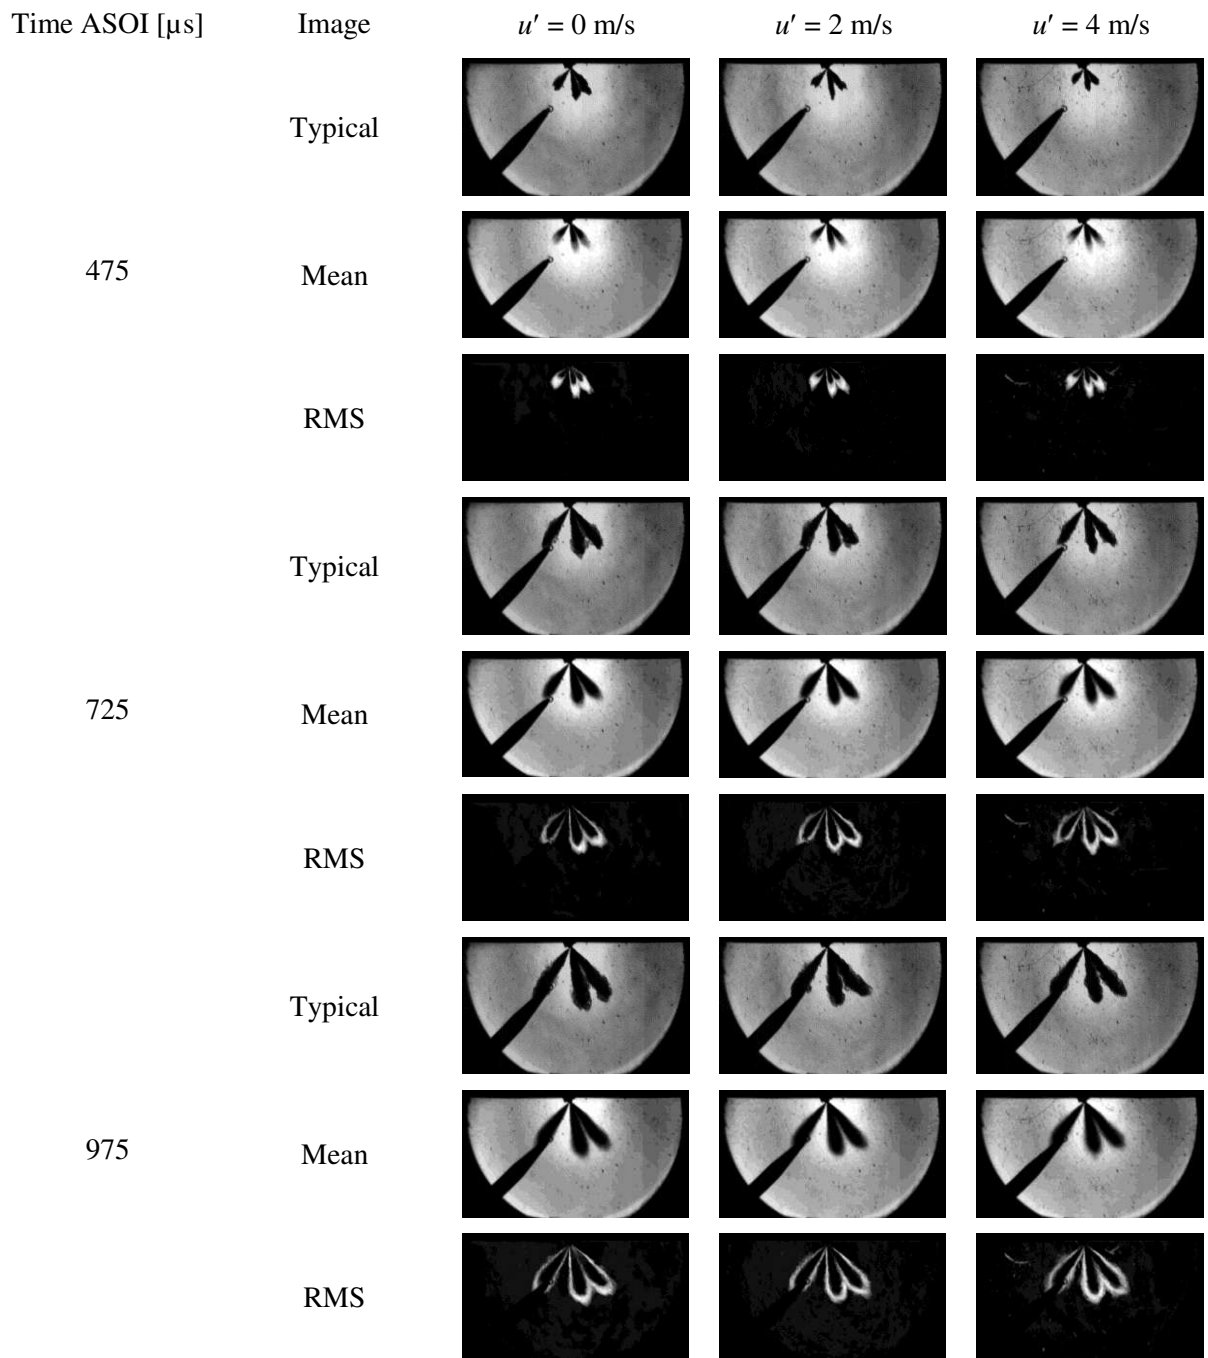 Time ASOI [µs] Image u′ = 0 m/s u′ = 2 m/s u′ = 4 m/s
Typical
475 Mean
RMS
Typical
725 Mean
RMS
Typical
975 Mean
RMS